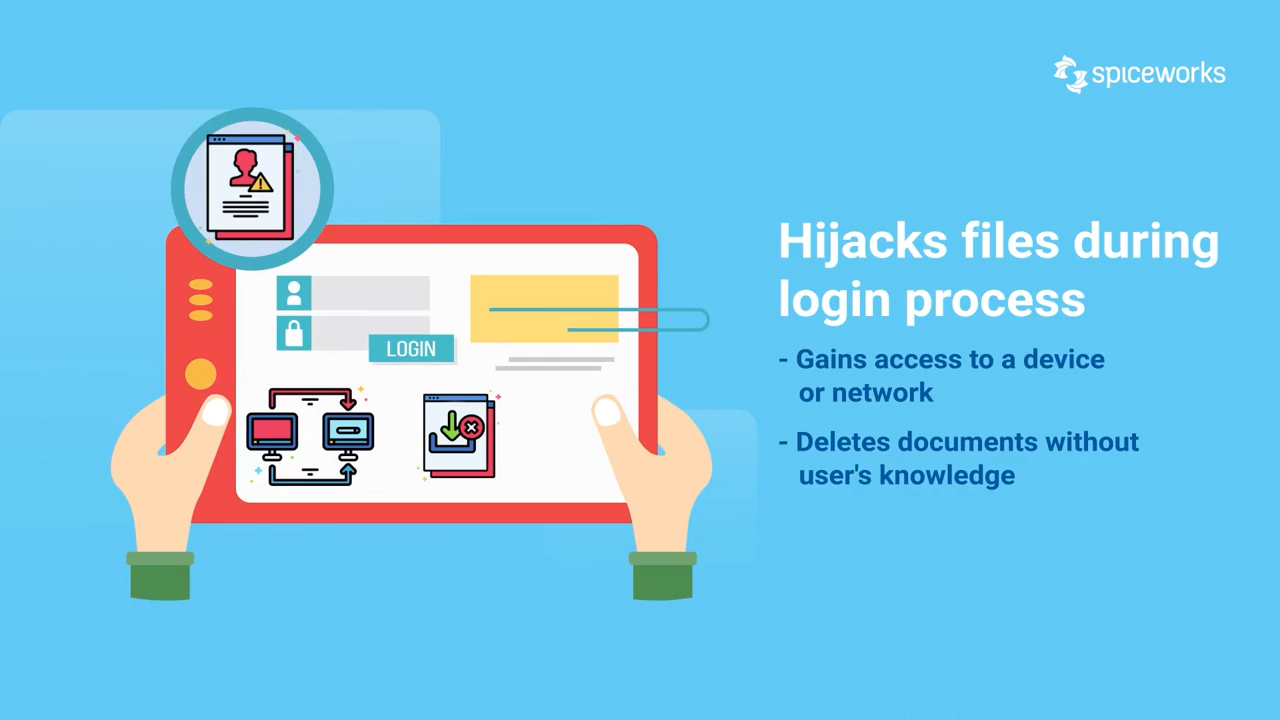 spiceworks
Hijacks files during
login process
- Gains access to a device
or network
- Deletes documents without
user's knowledge
LOGIN